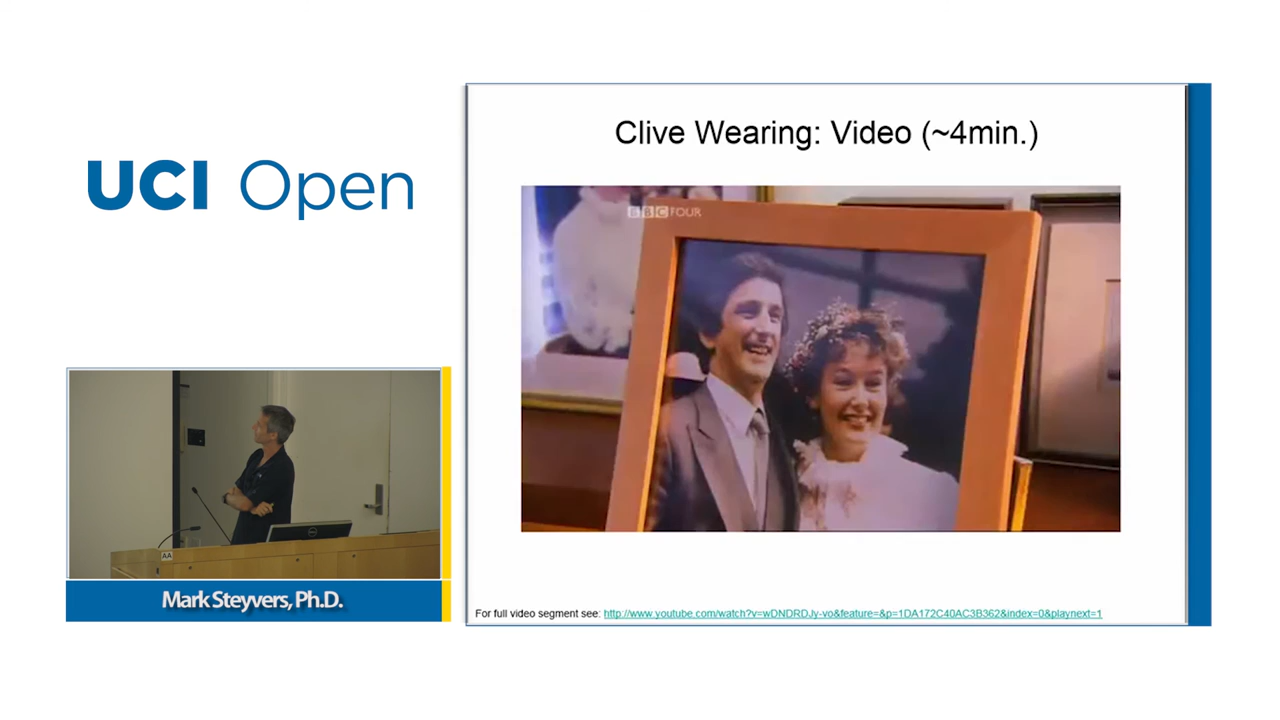 UCI Open
Clive Wearing: Video (~4min.)
BBC FOUR
AA
Mark Steyvers, Ph.D.
For full video segment see: http://www.youtube.com/watch?v=wDNDRDJy-vo&feature=&p=1DA172C40AC3B362&index=0&playnext=1